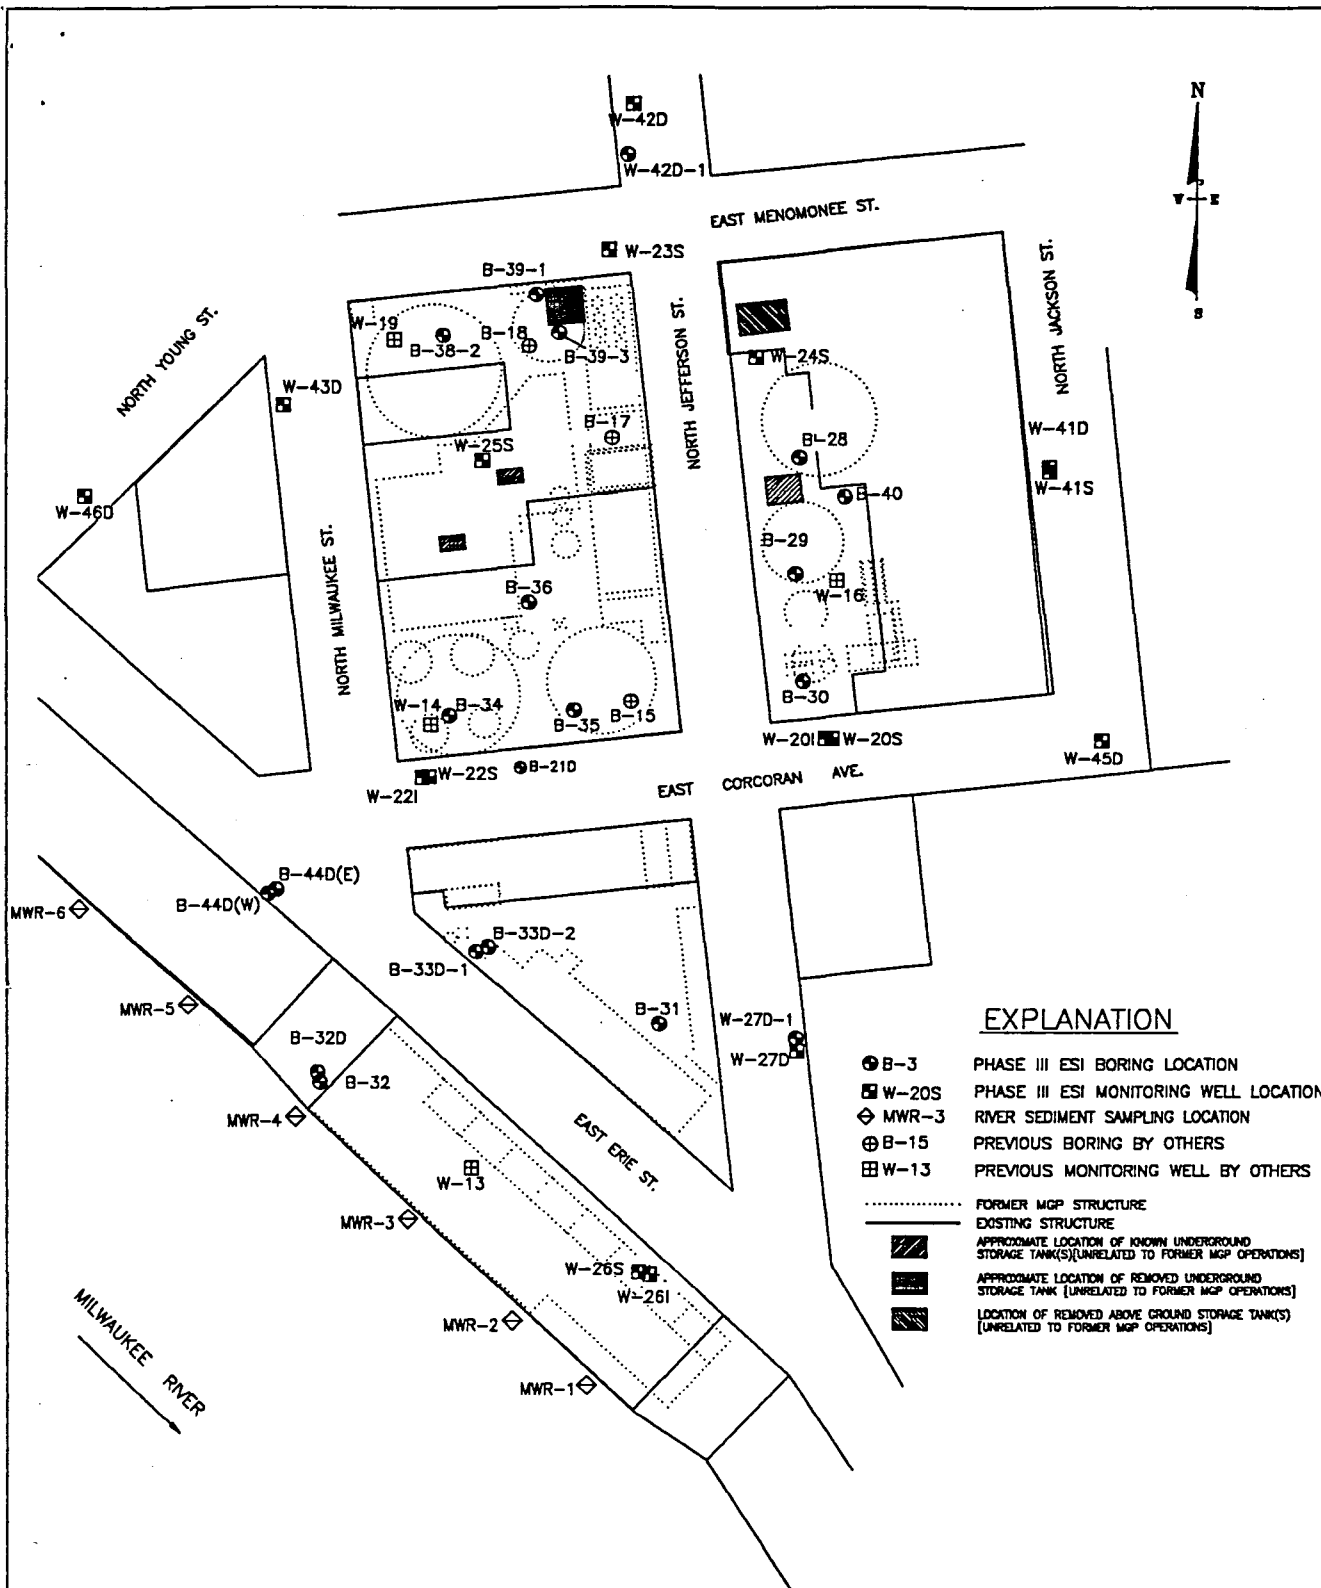 W-42D
W-42D-1
N
W E
S
EAST MENOMONEE ST.
W-23S
B-39-1
NORTH YOUNG ST.
W-19
B-38-2
B-18
B-39-3
NORTH JEFFERSON ST.
W-24S
NORTH JACKSON ST.
W-43D
B-17
W-25S
B-28
W-41D
W-41S
W-46D
B-40
B-29
NORTH MILWAUKEE ST.
B-36
W-16
W-14
B-34
B-35
B-15
B-30
W-20I
W-20S
W-45D
W-22S
B-21D
W-22I
EAST CORCORAN AVE.
B-44D(E)
B-44D(W)
MWR-6
B-33D-2
B-33D-1
MWR-5
B-31
W-27D-1
W-27D
B-32D
B-32
MWR-4
EAST ERIE ST.
W-13
MWR-3
W-26S
W-26I
MWR-2
MWR-1
MILWAUKEE RIVER
EXPLANATION
B-3 PHASE III ESI BORING LOCATION
W-20S PHASE III ESI MONITORING WELL LOCATION
MWR-3 RIVER SEDIMENT SAMPLING LOCATION
B-15 PREVIOUS BORING BY OTHERS
W-13 PREVIOUS MONITORING WELL BY OTHERS
FORMER MGP STRUCTURE
EXISTING STRUCTURE
APPROXIMATE LOCATION OF KNOWN UNDERGROUND
STORAGE TANK(S)[UNRELATED TO FORMER MGP OPERATIONS]
APPROXIMATE LOCATION OF REMOVED UNDERGROUND
STORAGE TANK [UNRELATED TO FORMER MGP OPERATIONS]
LOCATION OF REMOVED ABOVE GROUND STORAGE TANK(S)
[UNRELATED TO FORMER MGP OPERATIONS]